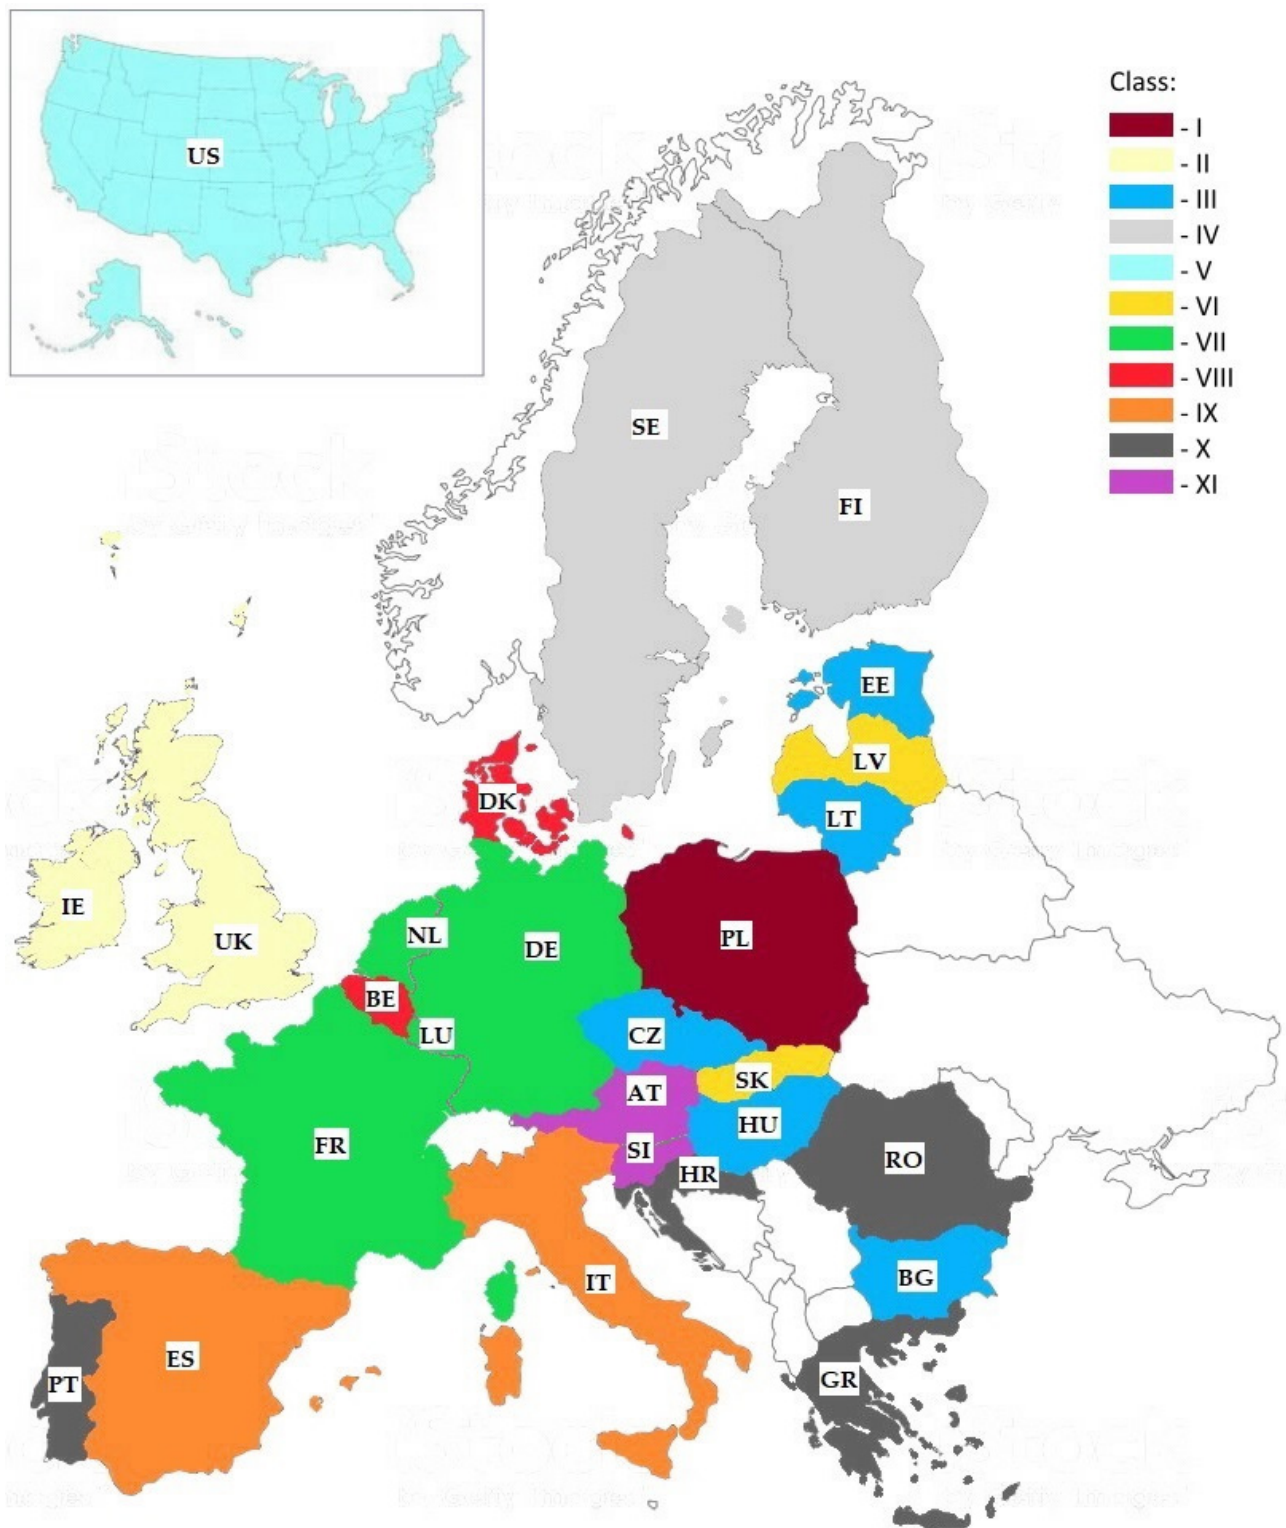 Class:
- I
- II
- III
- IV
- V
- VI
- VII
- VIII
- IX
- X
- XI
US
SE
FI
EE
LV
LT
DK
IE
UK
NL
DE
PL
BE
LU
CZ
SK
AT
HU
FR
SI
HR
RO
IT
BG
ES
PT
GR